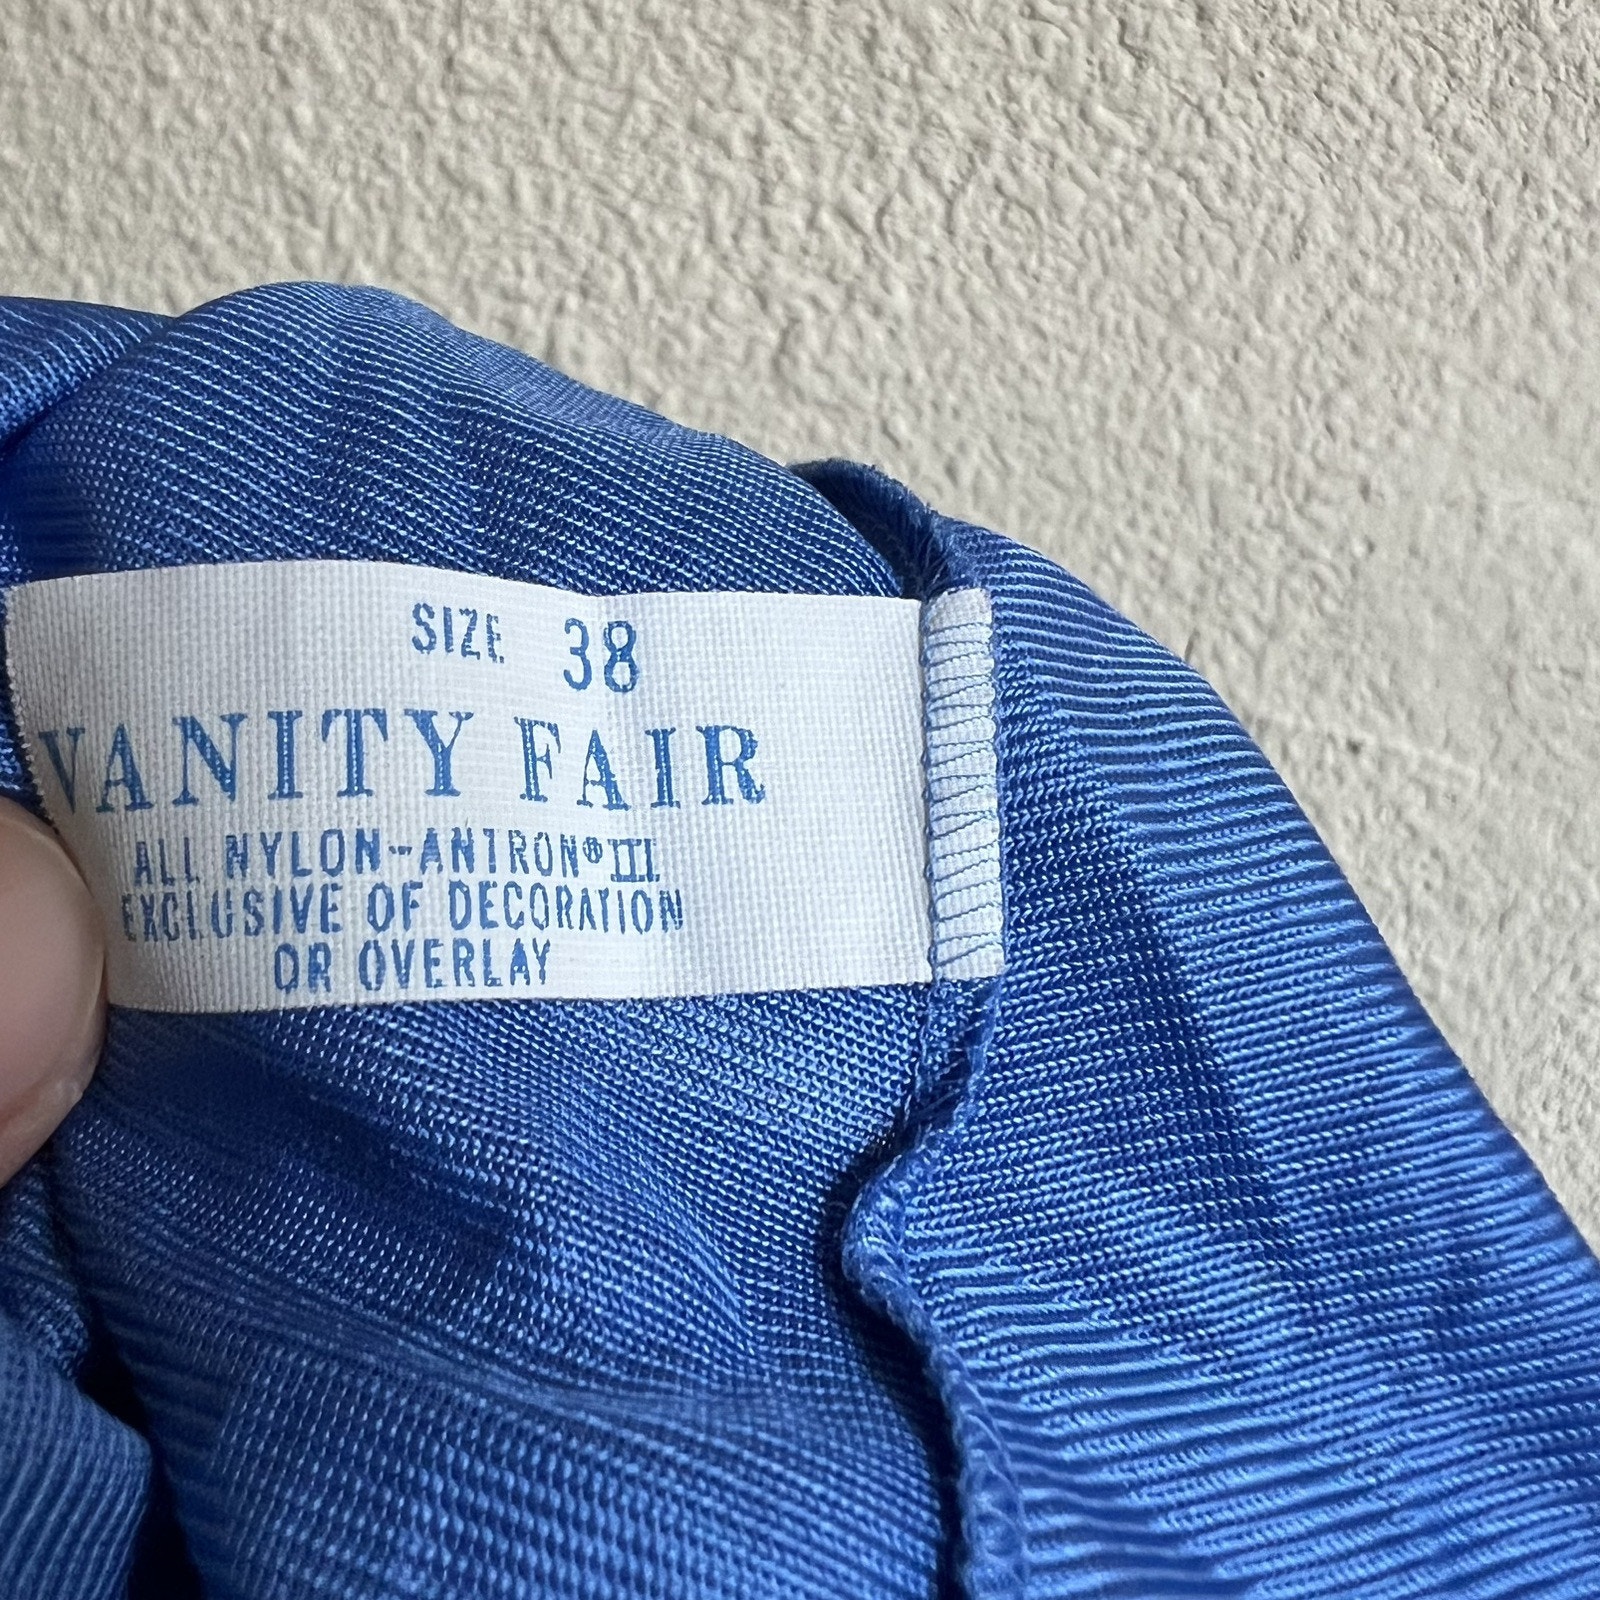 SIZE 38
VANITY FAIR
ALL NYLON-ANTRON® III
EXCLUSIVE OF DECORATION
OR OVERLAY